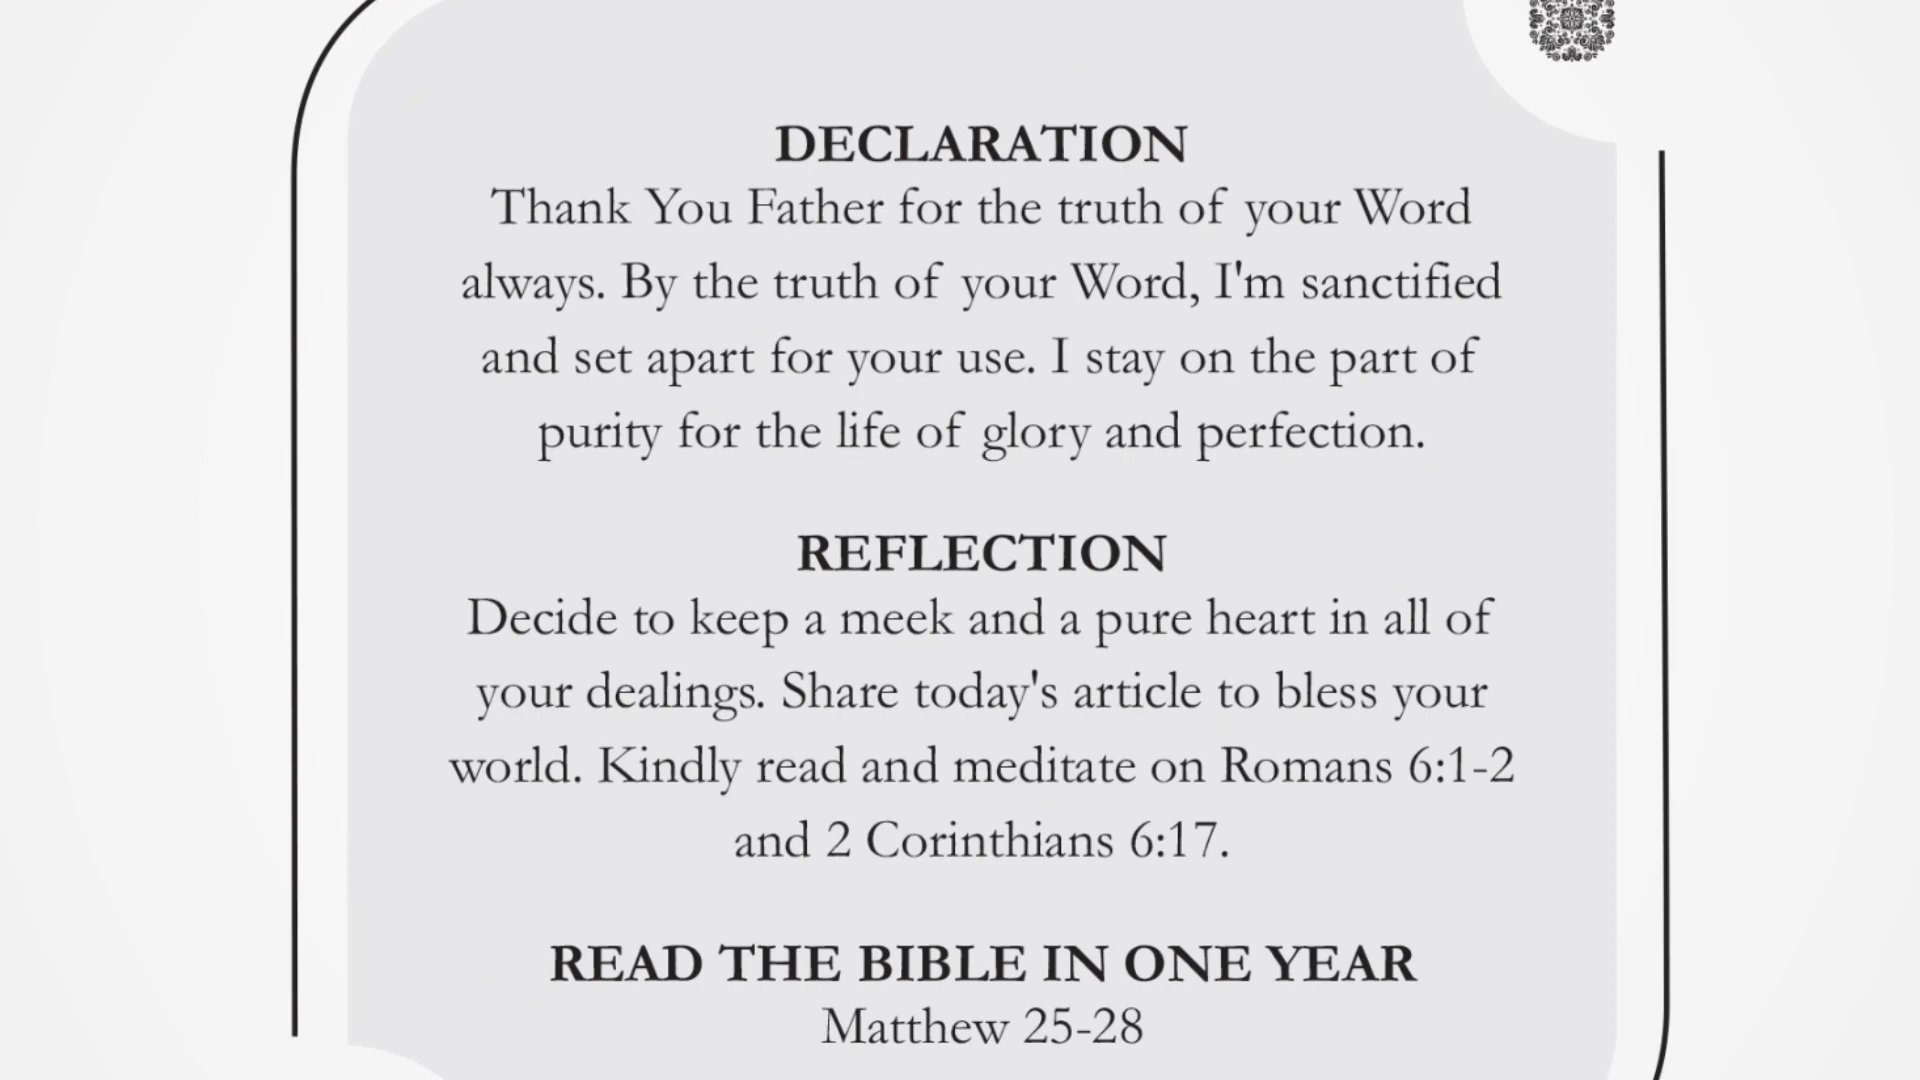 DECLARATION
Thank You Father for the truth of your Word
always. By the truth of your Word, I'm sanctified
and set apart for your use. I stay on the part of
purity for the life of glory and perfection.
REFLECTION
Decide to keep a meek and a pure heart in all of
your dealings. Share today's article to bless your
world. Kindly read and meditate on Romans 6:1-2
and 2 Corinthians 6:17.
READ THE BIBLE IN ONE YEAR
Matthew 25-28